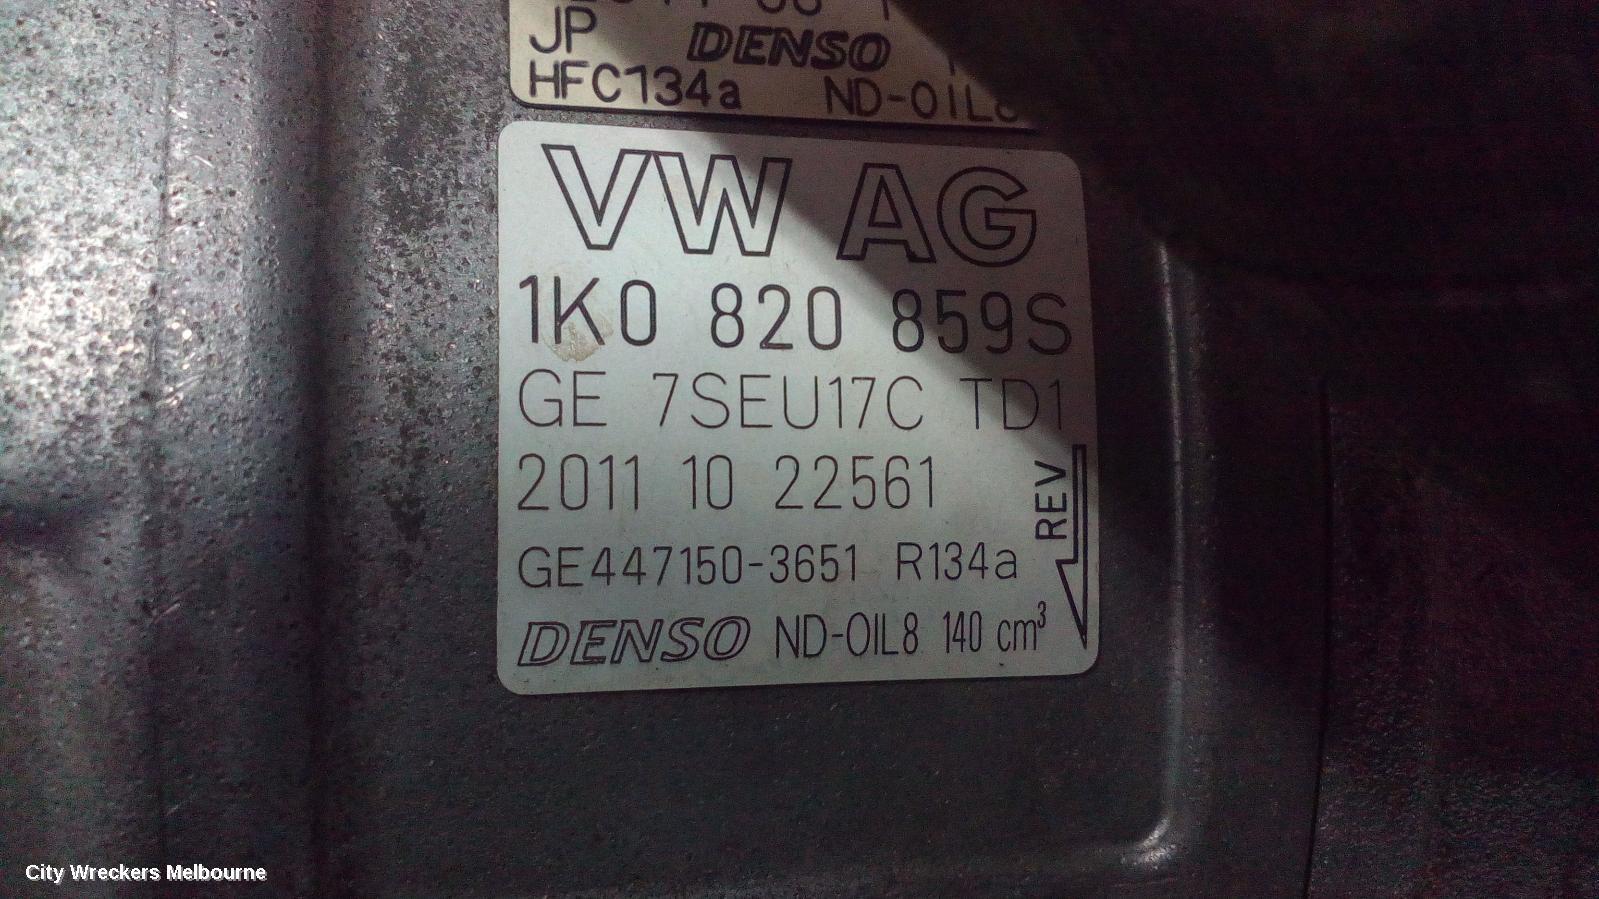 JP DENSO
HFC134a ND-OIL8
VW AG
1K0 820 859S
GE 7SEU17C TD1
2011 10 22561
REV
GE447150-3651 R134a
DENSO ND-OIL8 140 cm³
City Wreckers Melbourne